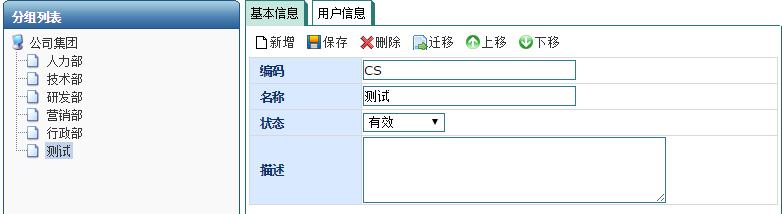 分组列表
公司集团
人力部
技术部
研发部
营销部
行政部
测试
基本信息 用户信息
新增 保存 删除 迁移 上移 下移
编码 CS
名称 测试
状态 有效
描述